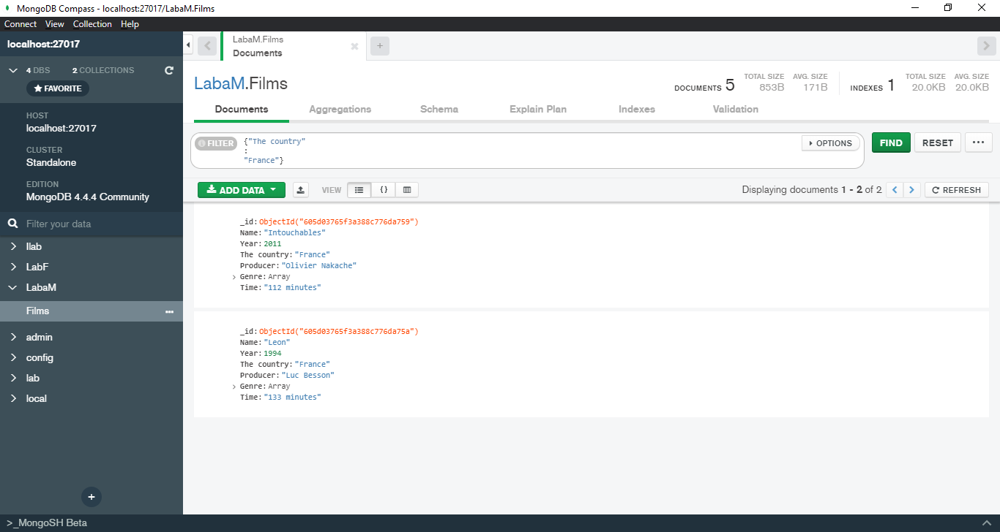 MongoDB Compass - localhost:27017/LabaM.Films
Connect View Collection Help
localhost:27017
4 DBS 2 COLLECTIONS
FAVORITE
HOST
localhost:27017
CLUSTER
Standalone
EDITION
MongoDB 4.4.4 Community
Filter your data
llab
LabF
LabaM
Films
admin
config
lab
local
>_MongoSH Beta
LabaM.Films
Documents
LabaM.Films
DOCUMENTS 5
TOTAL SIZE 853B
AVG. SIZE 171B
INDEXES 1
TOTAL SIZE 20.0KB
AVG. SIZE 20.0KB
Documents Aggregations Schema Explain Plan Indexes Validation
FILTER {"The country"
:
"France"}
OPTIONS
FIND RESET
ADD DATA VIEW {} Displaying documents 1 - 2 of 2 REFRESH
_id: ObjectId("605d03765f3a388c776da759")
Name: "Intouchables"
Year: 2011
The country: "France"
Producer: "Olivier Nakache"
Genre: Array
Time: "112 minutes"
_id: ObjectId("605d03765f3a388c776da75a")
Name: "Leon"
Year: 1994
The country: "France"
Producer: "Luc Besson"
Genre: Array
Time: "133 minutes"